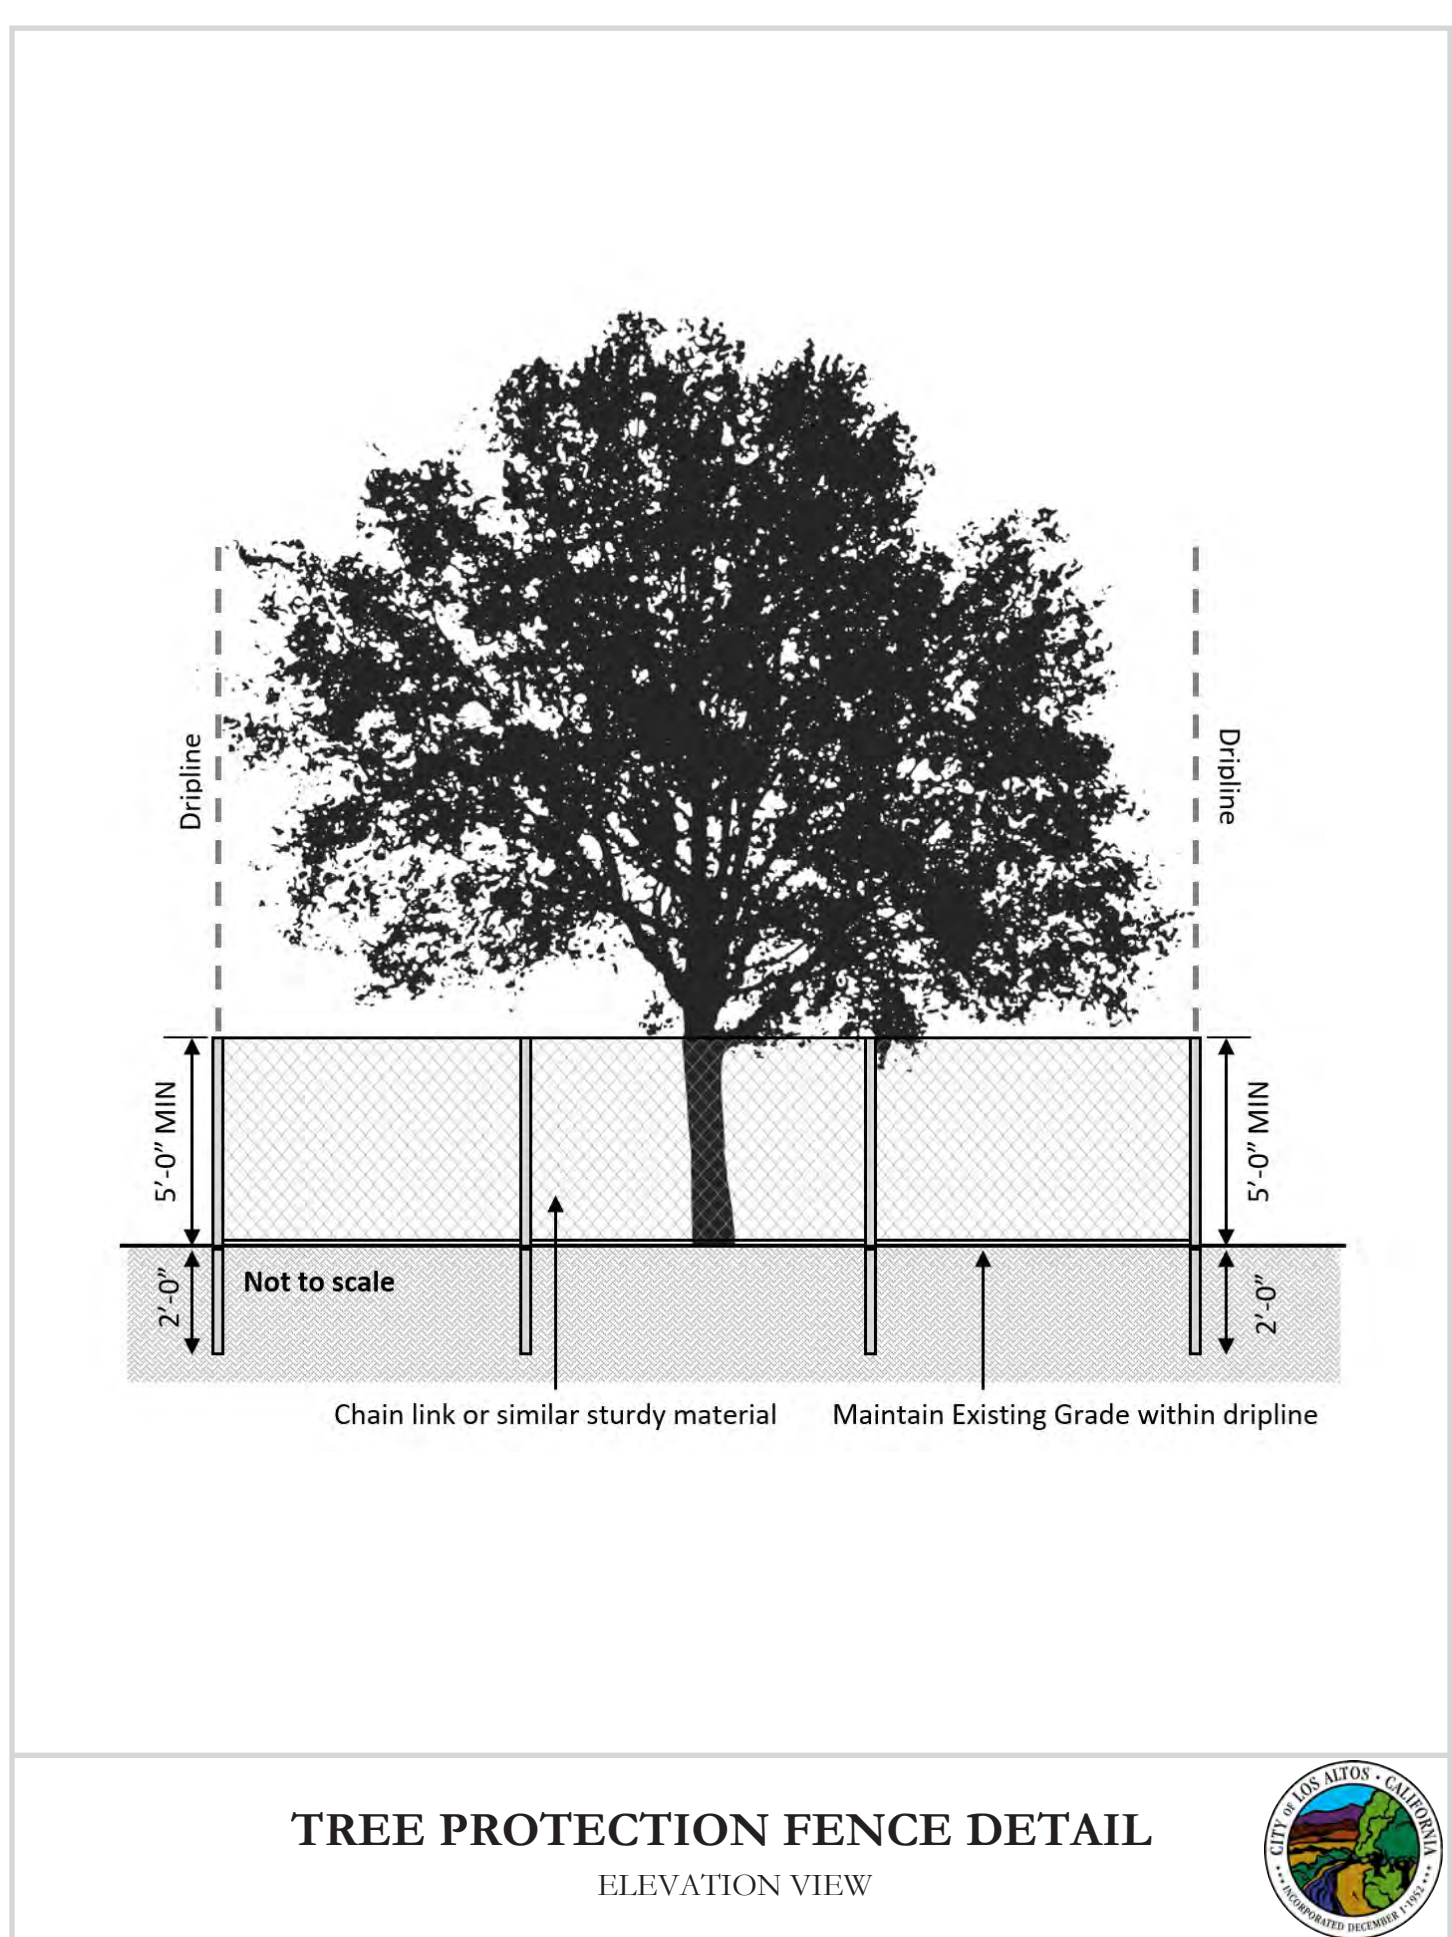 Dripline
Dripline
5’-0” MIN
5’-0” MIN
2’-0”
Not to scale
2’-0”
Chain link or similar sturdy material
Maintain Existing Grade within dripline
TREE PROTECTION FENCE DETAIL
ELEVATION VIEW
CITY OF LOS ALTOS • CALIFORNIA
INCORPORATED DECEMBER 1•1952